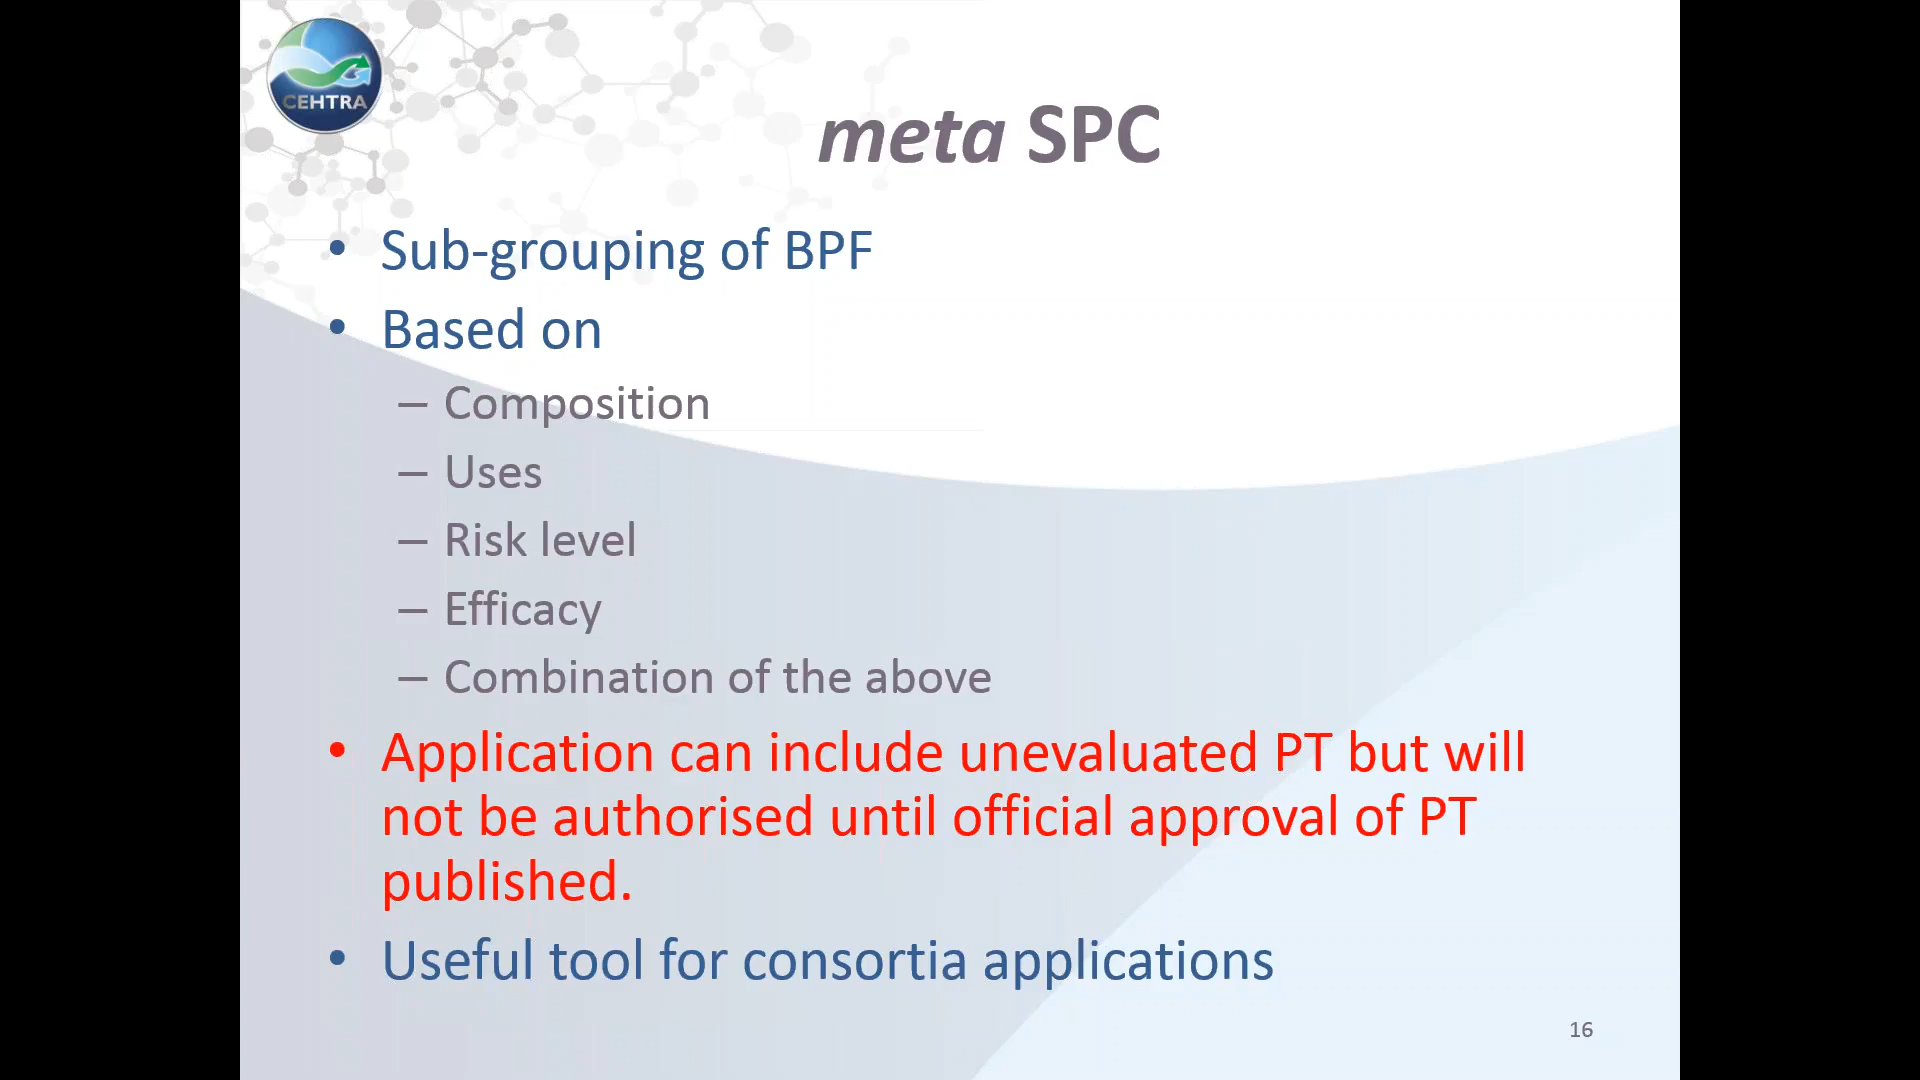 CEHTRA
meta SPC
• Sub-grouping of BPF
• Based on
– Composition
– Uses
– Risk level
– Efficacy
– Combination of the above
• Application can include unevaluated PT but will
not be authorised until official approval of PT
published.
• Useful tool for consortia applications
16